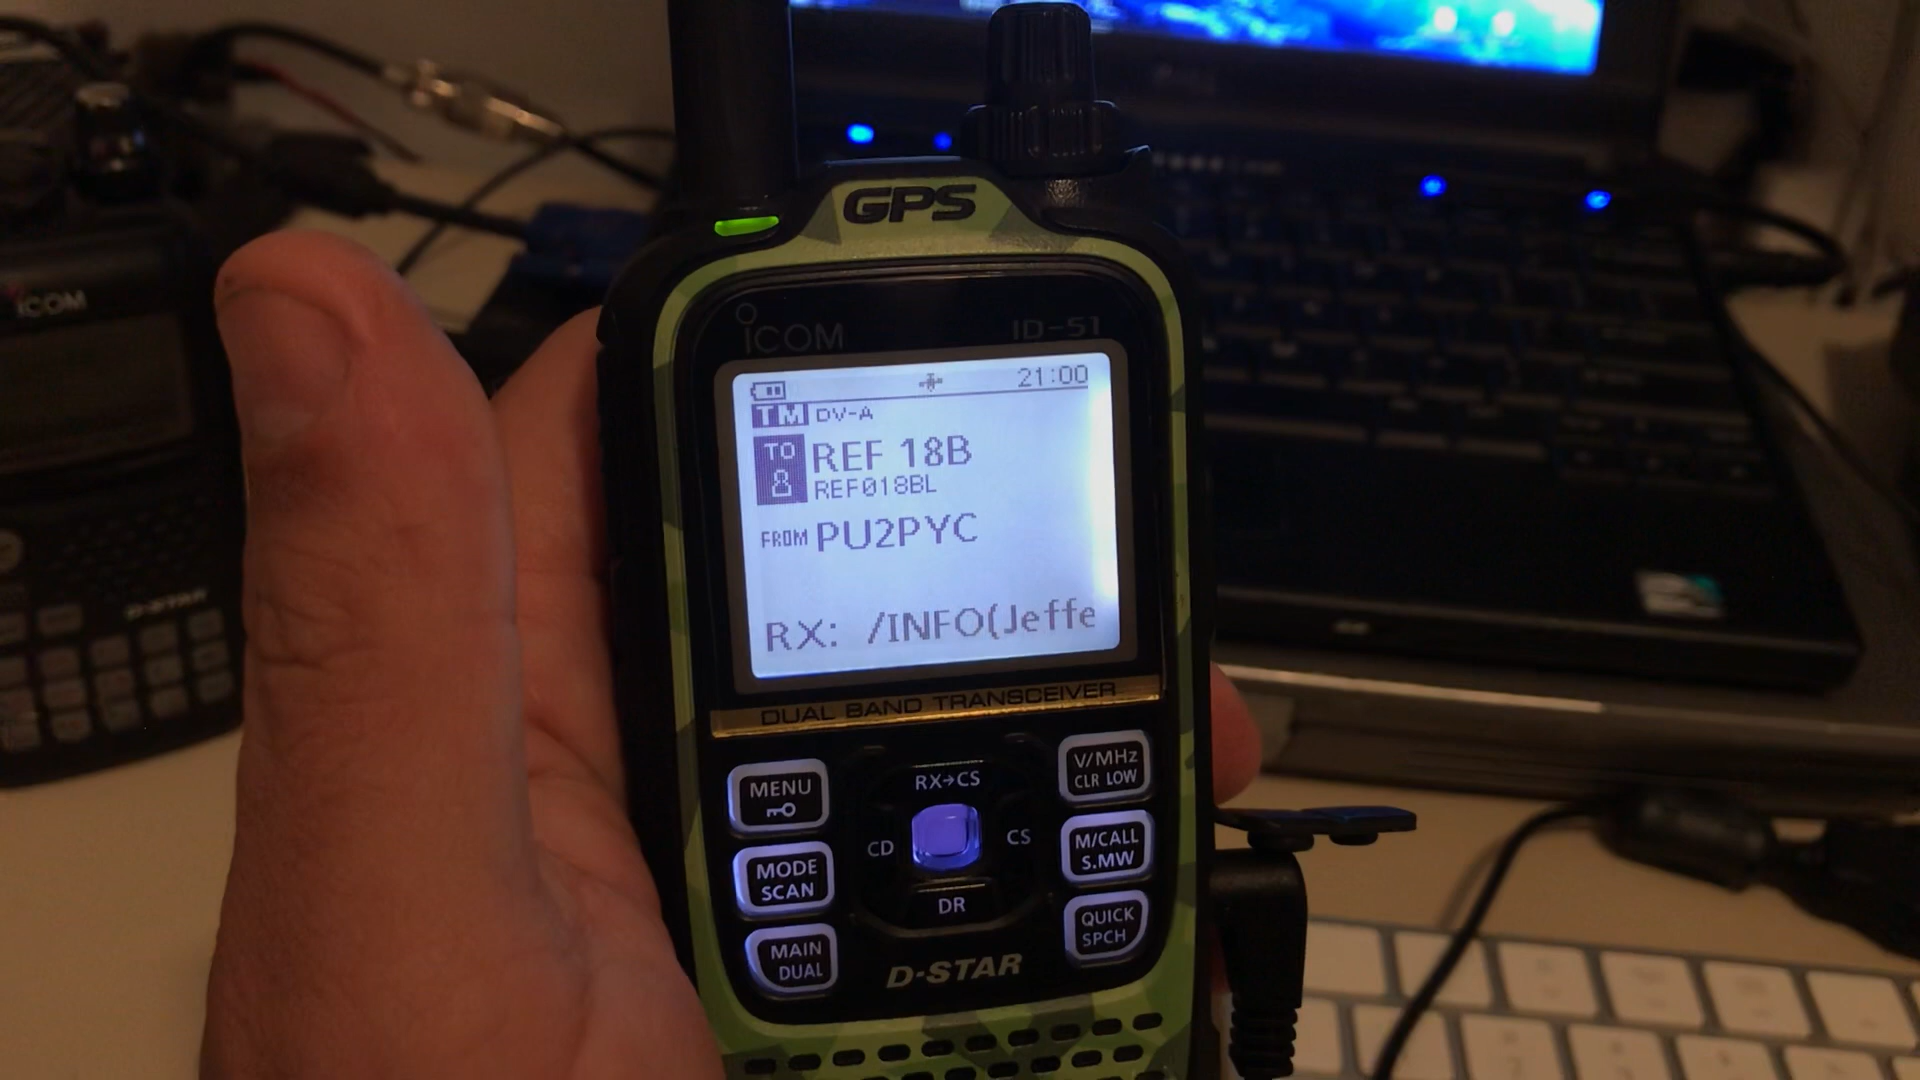 GPS
ICOM
ID-51
21:00
TM DV-A
TO
REF 18B
REF018BL
FROM PU2PYC
RX: /INFO(Jeffe
DUAL BAND TRANSCEIVER
MENU
RX→CS
V/MHz
CLR LOW
CD
CS
M/CALL
S.MW
MODE
SCAN
DR
QUICK
SPCH
MAIN
DUAL
D-STAR
ICOM
D-STAR